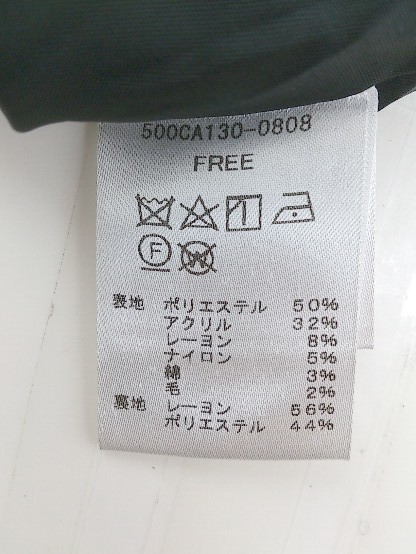 500CA130-0808
FREE
F W
表地 ポリエステル 50%
アクリル 32%
レーヨン 8%
ナイロン 5%
綿 3%
毛 2%
裏地 レーヨン 56%
ポリエステル 44%